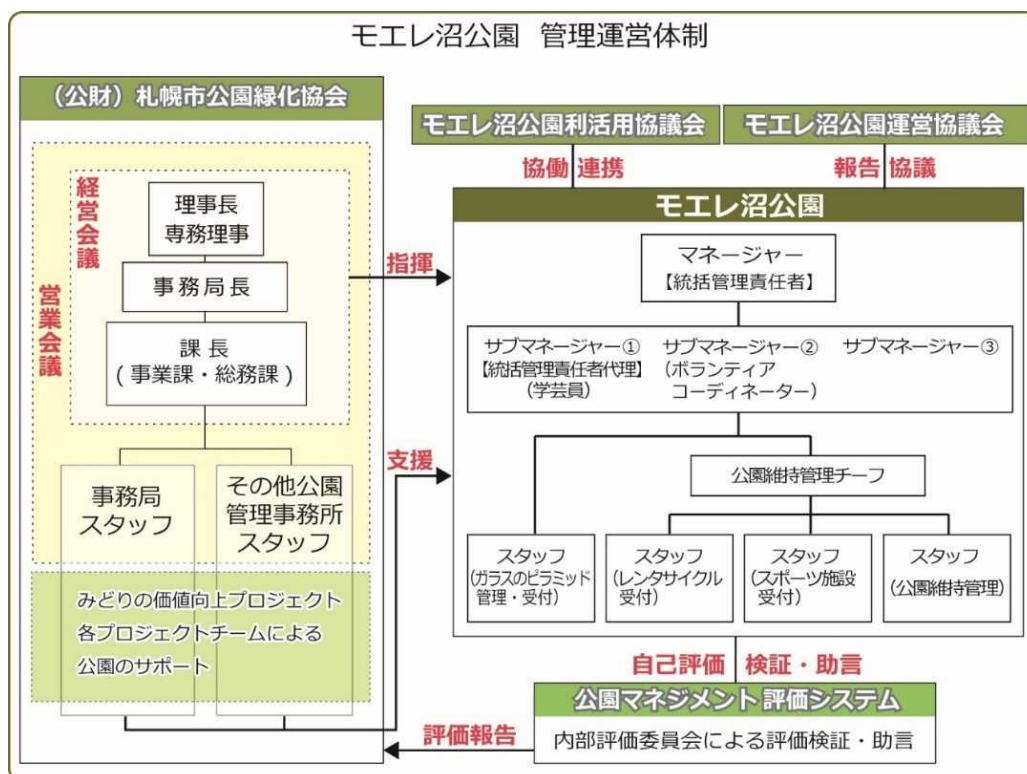 モエレ沼公園 管理運営体制
（公財）札幌市公園緑化協会
経営会議
営業会議
理事長
専務理事
事務局長
課長
(事業課・総務課)
事務局
スタッフ
その他公園
管理事務所
スタッフ
みどりの価値向上プロジェクト
各プロジェクトチームによる
公園のサポート
指揮
支援
評価報告
モエレ沼公園利活用協議会
モエレ沼公園運営協議会
協働 連携
報告 協議
モエレ沼公園
マネージャー
【統括管理責任者】
サブマネージャー①
【統括管理責任者代理】
(学芸員)
サブマネージャー②
(ボランティア
コーディネーター)
サブマネージャー③
公園維持管理チーフ
スタッフ
(ガラスのピラミッド
管理・受付)
スタッフ
(レンタサイクル
受付)
スタッフ
(スポーツ施設
受付)
スタッフ
(公園維持管理)
自己評価 検証・助言
公園マネジメント評価システム
内部評価委員会による評価検証・助言